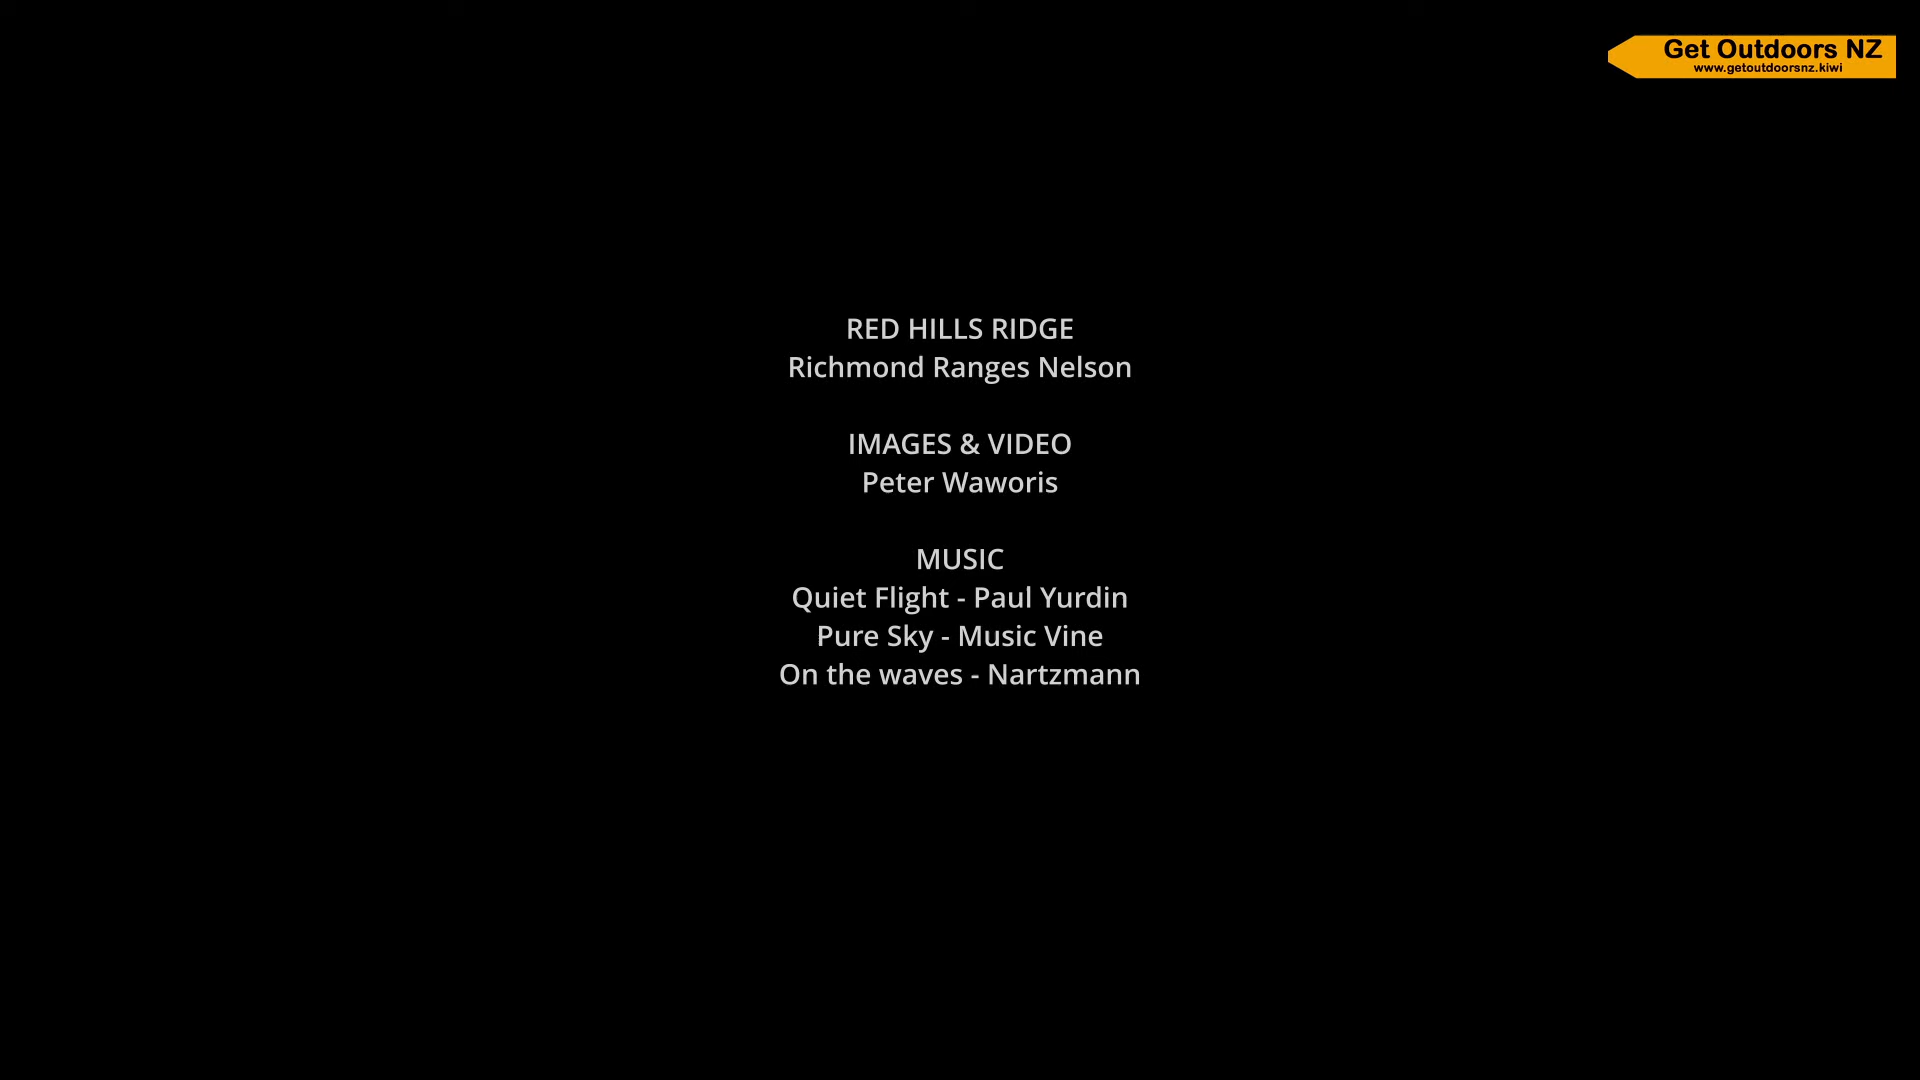 Get Outdoors NZ
www.getoutdoorsnz.kiwi
RED HILLS RIDGE
Richmond Ranges Nelson
IMAGES & VIDEO
Peter Waworis
MUSIC
Quiet Flight - Paul Yurdin
Pure Sky - Music Vine
On the waves - Nartzmann